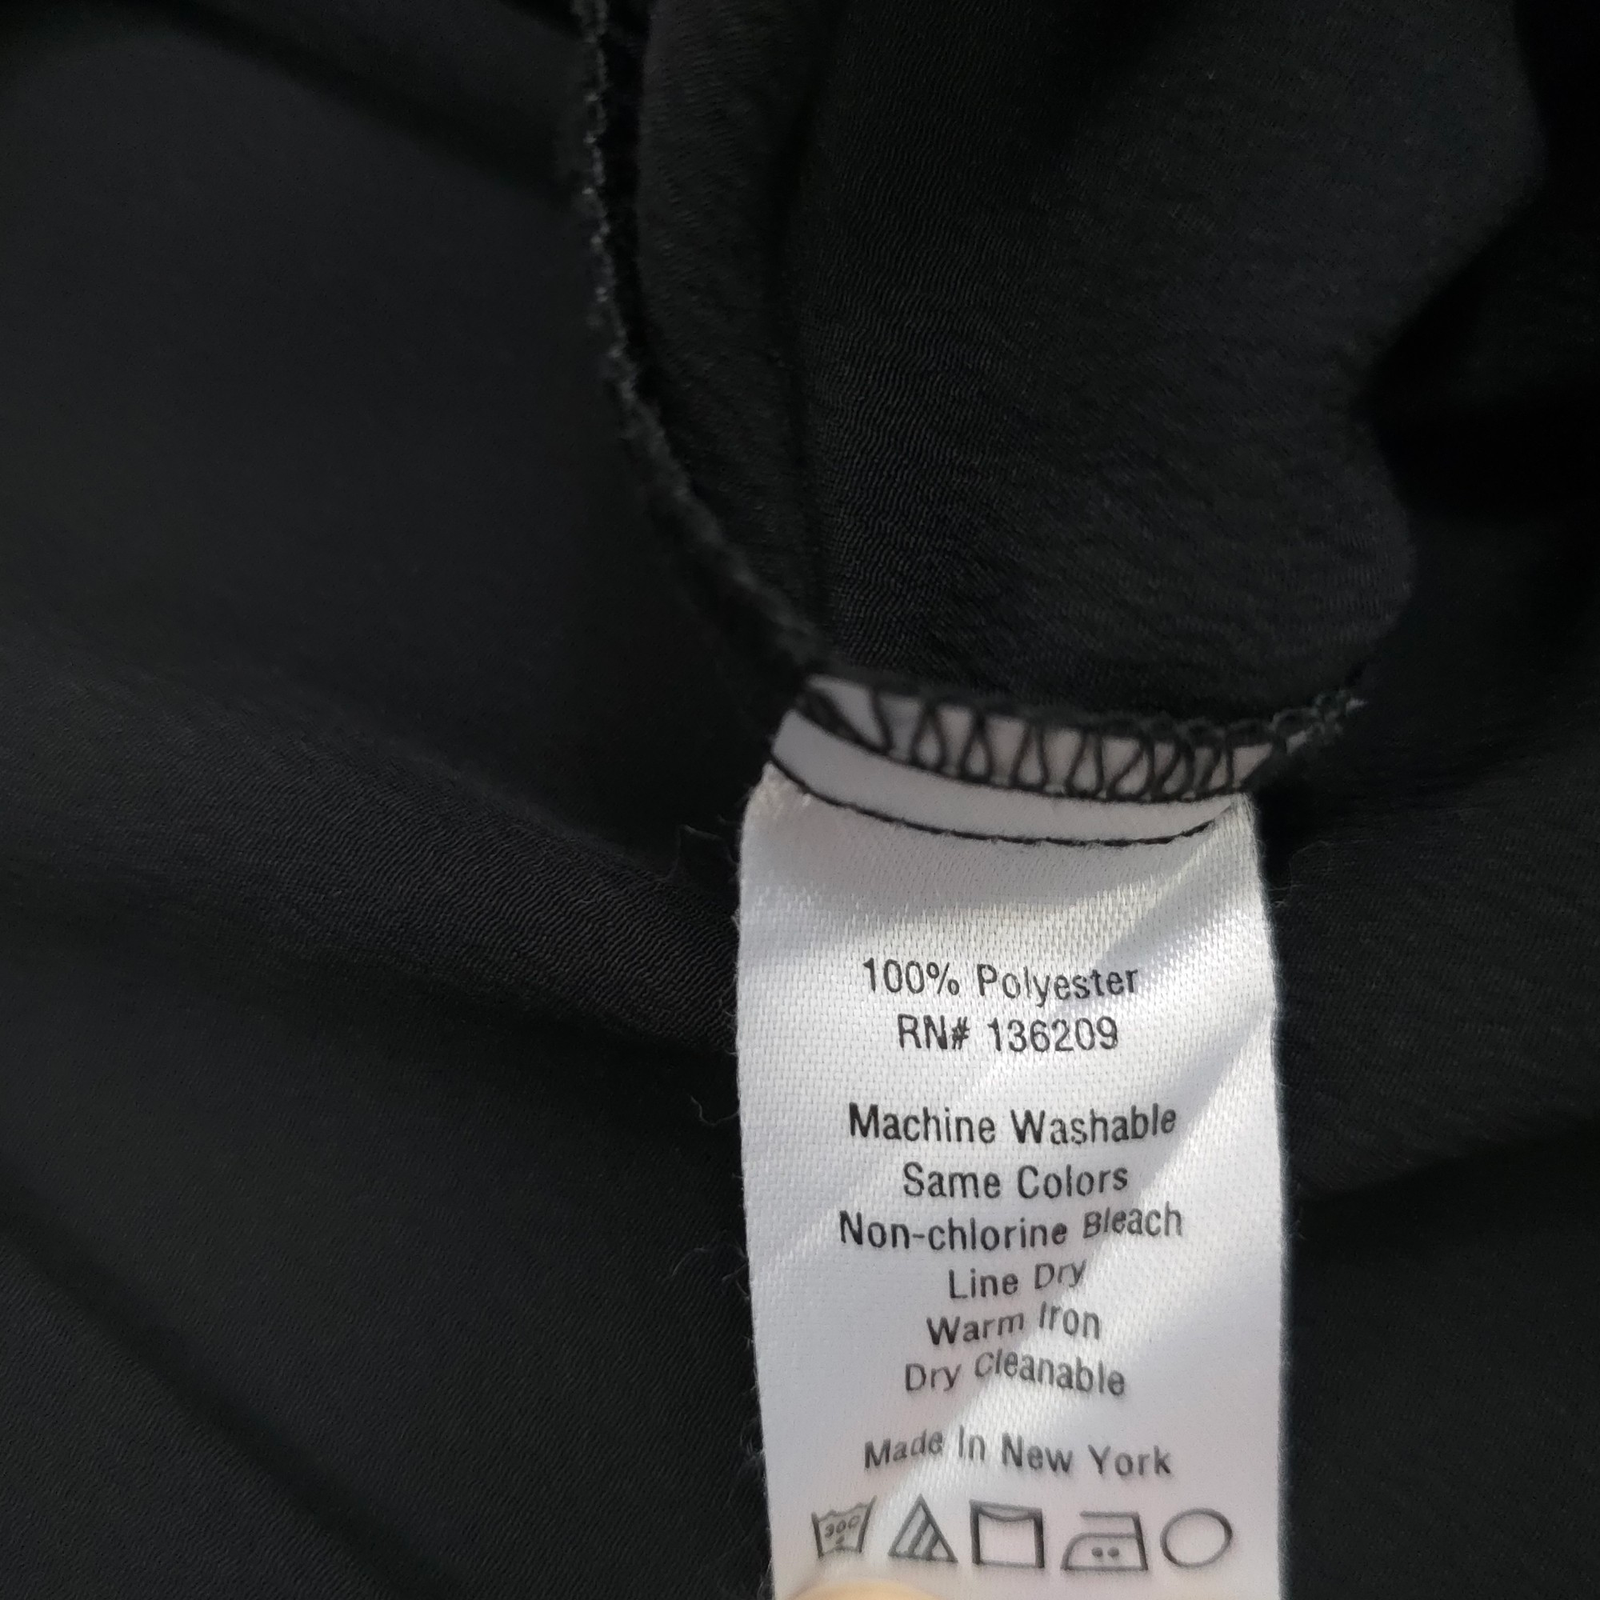 100% Polyester
RN# 136209
Machine Washable
Same Colors
Non-chlorine Bleach
Line Dry
Warm Iron
Dry Cleanable
Made In New York
30C